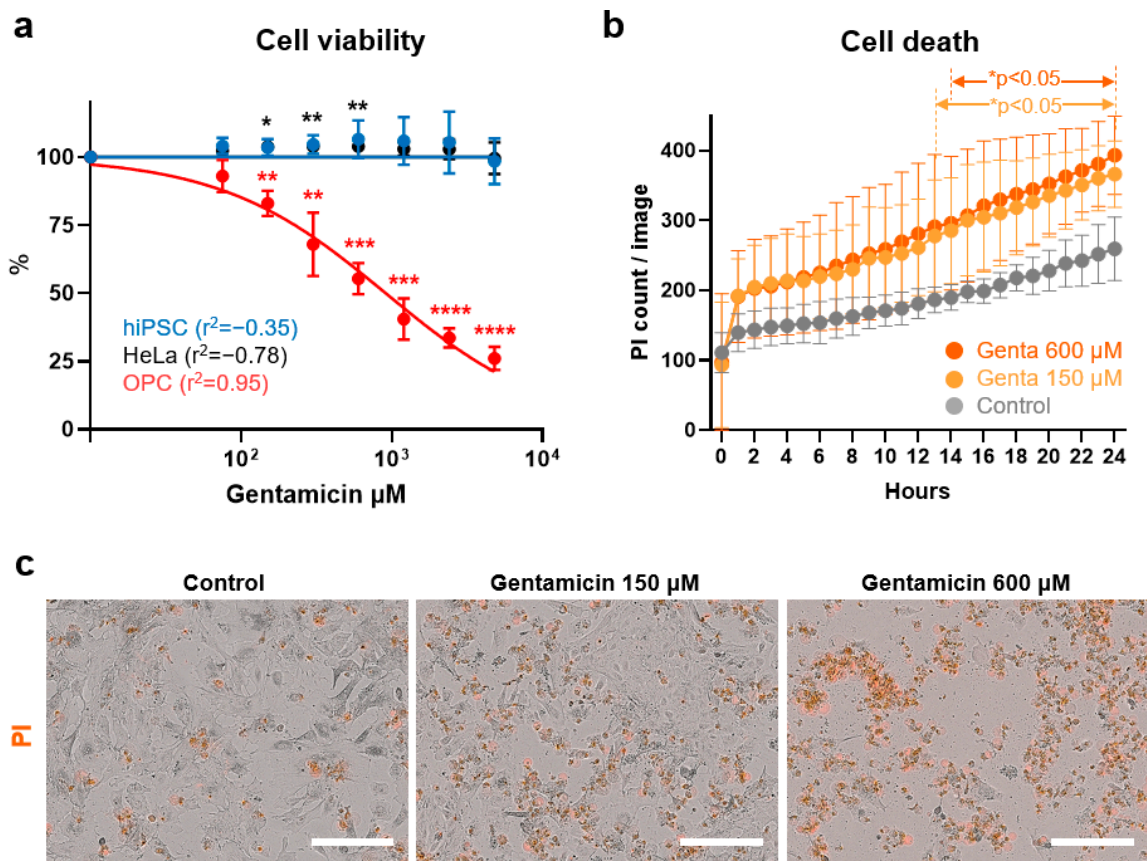 a
Cell viability
* ** **
100
** ** *** *** **** ****
75
%
50
25
0
hiPSC (r²=−0.35)
HeLa (r²=−0.78)
OPC (r²=0.95)
10² 10³ 10⁴
Gentamicin µM
b
Cell death
*p<0.05
*p<0.05
400
300
200
100
0
PI count / image
Genta 600 µM
Genta 150 µM
Control
0 2 4 6 8 10 12 14 16 18 20 22 24
Hours
c
Control Gentamicin 150 µM Gentamicin 600 µM
PI